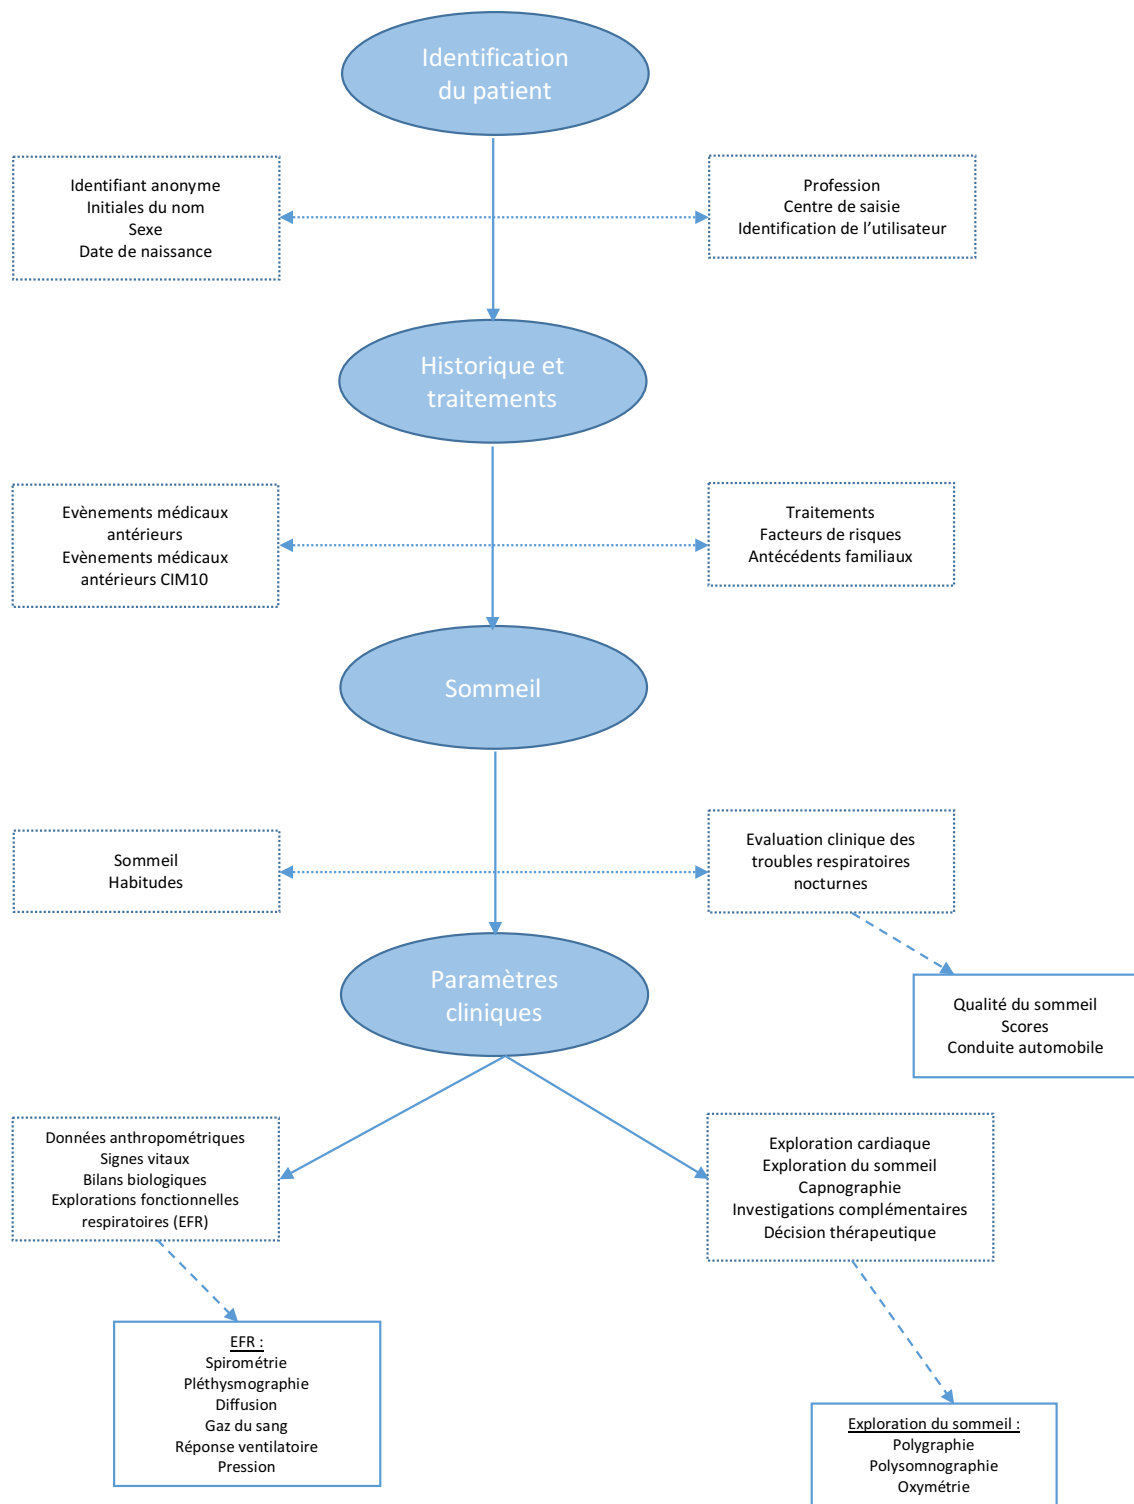 Identification
du patient
Identifiant anonyme
Initiales du nom
Sexe
Date de naissance
Profession
Centre de saisie
Identification de l’utilisateur
Historique et
traitements
Evènements médicaux
antérieurs
Evènements médicaux
antérieurs CIM10
Traitements
Facteurs de risques
Antécédents familiaux
Sommeil
Sommeil
Habitudes
Evaluation clinique des
troubles respiratoires
nocturnes
Paramètres
cliniques
Qualité du sommeil
Scores
Conduite automobile
Données anthropométriques
Signes vitaux
Bilans biologiques
Explorations fonctionnelles
respiratoires (EFR)
Exploration cardiaque
Exploration du sommeil
Capnographie
Investigations complémentaires
Décision thérapeutique
EFR :
Spirométrie
Pléthysmographie
Diffusion
Gaz du sang
Réponse ventilatoire
Pression
Exploration du sommeil :
Polygraphie
Polysomnographie
Oxymétrie